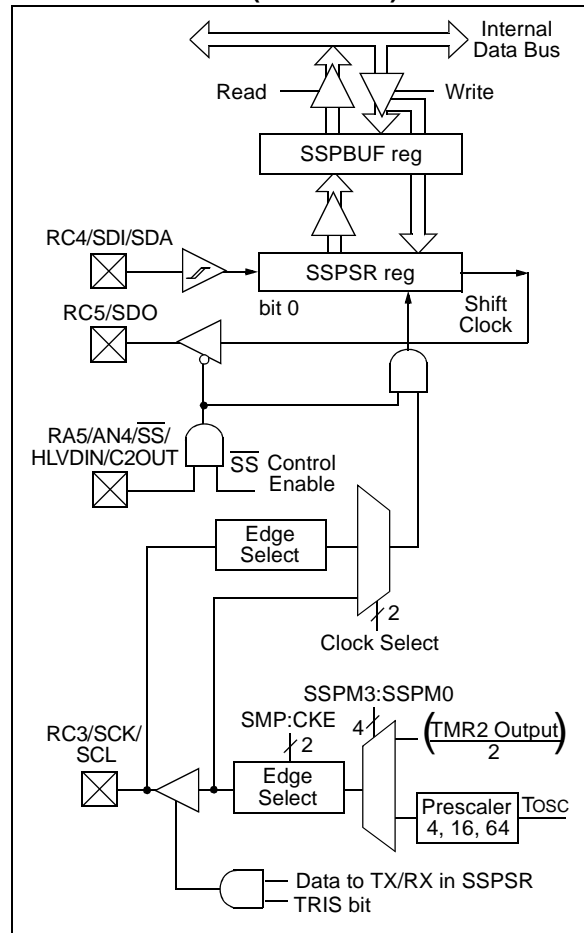 Internal
Data Bus
Read
Write
SSPBUF reg
RC4/SDI/SDA
SSPSR reg
bit 0
Shift
Clock
RC5/SDO
RA5/AN4/SS/
HLVDIN/C2OUT
SS Control
Enable
Edge
Select
2
Clock Select
SSPM3:SSPM0
SMP:CKE
4
(TMR2 Output)
2
2
RC3/SCK/
SCL
Edge
Select
Prescaler
4, 16, 64
TOSC
Data to TX/RX in SSPSR
TRIS bit